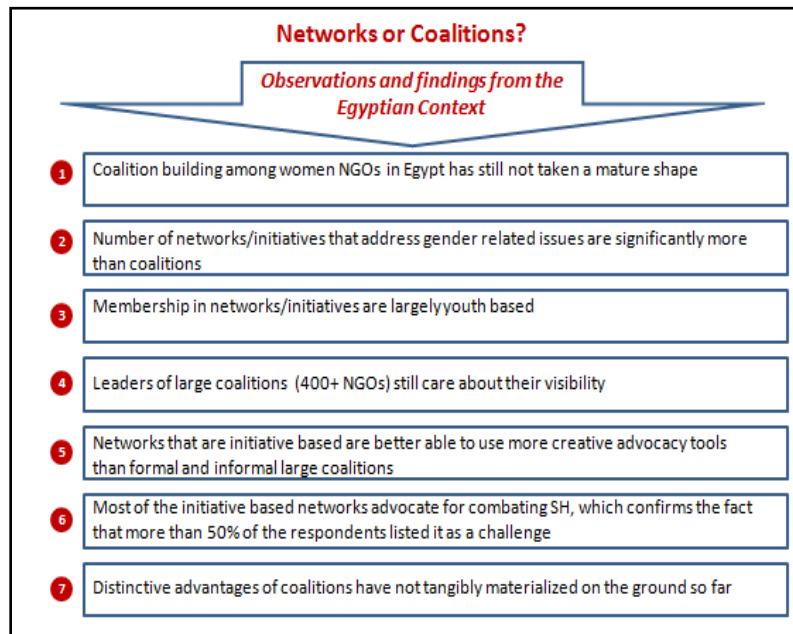 Networks or Coalitions?
Observations and findings from the
Egyptian Context
1 Coalition building among women NGOs in Egypt has still not taken a mature shape
2 Number of networks/initiatives that address gender related issues are significantly more
than coalitions
3 Membership in networks/initiatives are largely youth based
4 Leaders of large coalitions (400+ NGOs) still care about their visibility
5 Networks that are initiative based are better able to use more creative advocacy tools
than formal and informal large coalitions
6 Most of the initiative based networks advocate for combating SH, which confirms the fact
that more than 50% of the respondents listed it as a challenge
7 Distinctive advantages of coalitions have not tangibly materialized on the ground so far